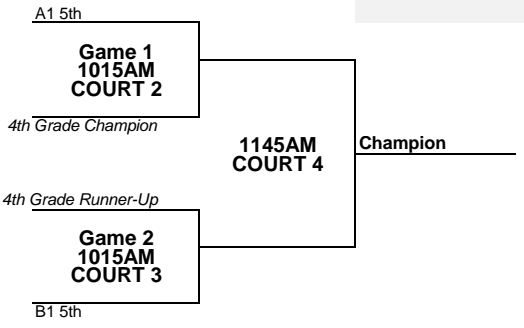 A1 5th
Game 1
1015AM
COURT 2
4th Grade Champion
1145AM
COURT 4
Champion
4th Grade Runner-Up
Game 2
1015AM
COURT 3
B1 5th